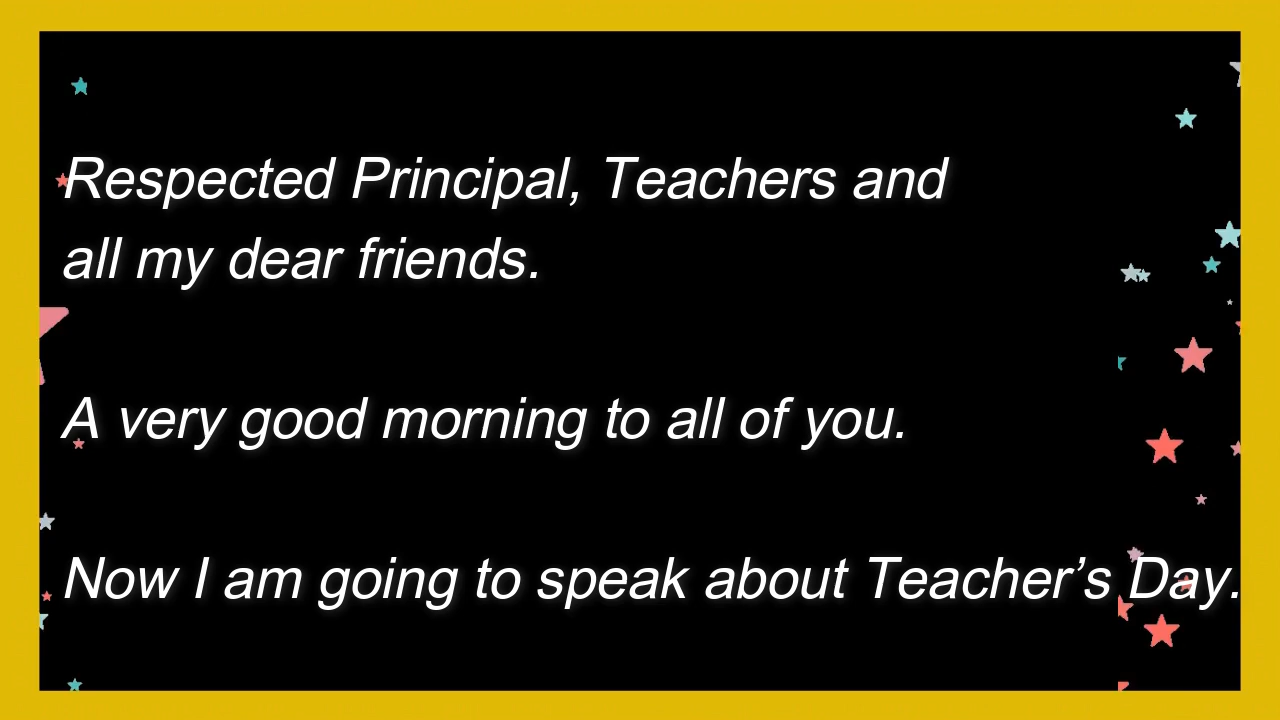 Respected Principal, Teachers and
all my dear friends.
A very good morning to all of you.
Now I am going to speak about Teacher’s Day.